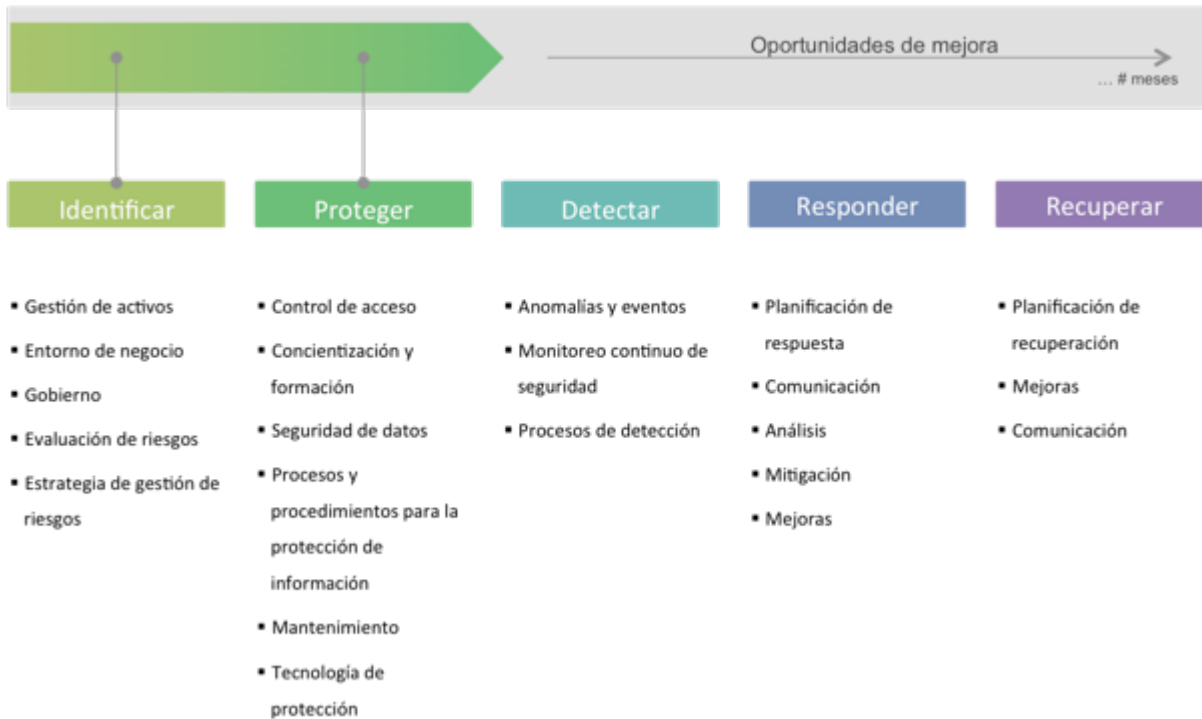 Oportunidades de mejora
... # meses
Identificar
Proteger
Detectar
Responder
Recuperar
▪ Gestión de activos
▪ Entorno de negocio
▪ Gobierno
▪ Evaluación de riesgos
▪ Estrategia de gestión de
riesgos
▪ Control de acceso
▪ Concientización y
formación
▪ Seguridad de datos
▪ Procesos y
procedimientos para la
protección de
información
▪ Mantenimiento
▪ Tecnología de
protección
▪ Anomalías y eventos
▪ Monitoreo continuo de
seguridad
▪ Procesos de detección
▪ Planificación de
respuesta
▪ Comunicación
▪ Análisis
▪ Mitigación
▪ Mejoras
▪ Planificación de
recuperación
▪ Mejoras
▪ Comunicación